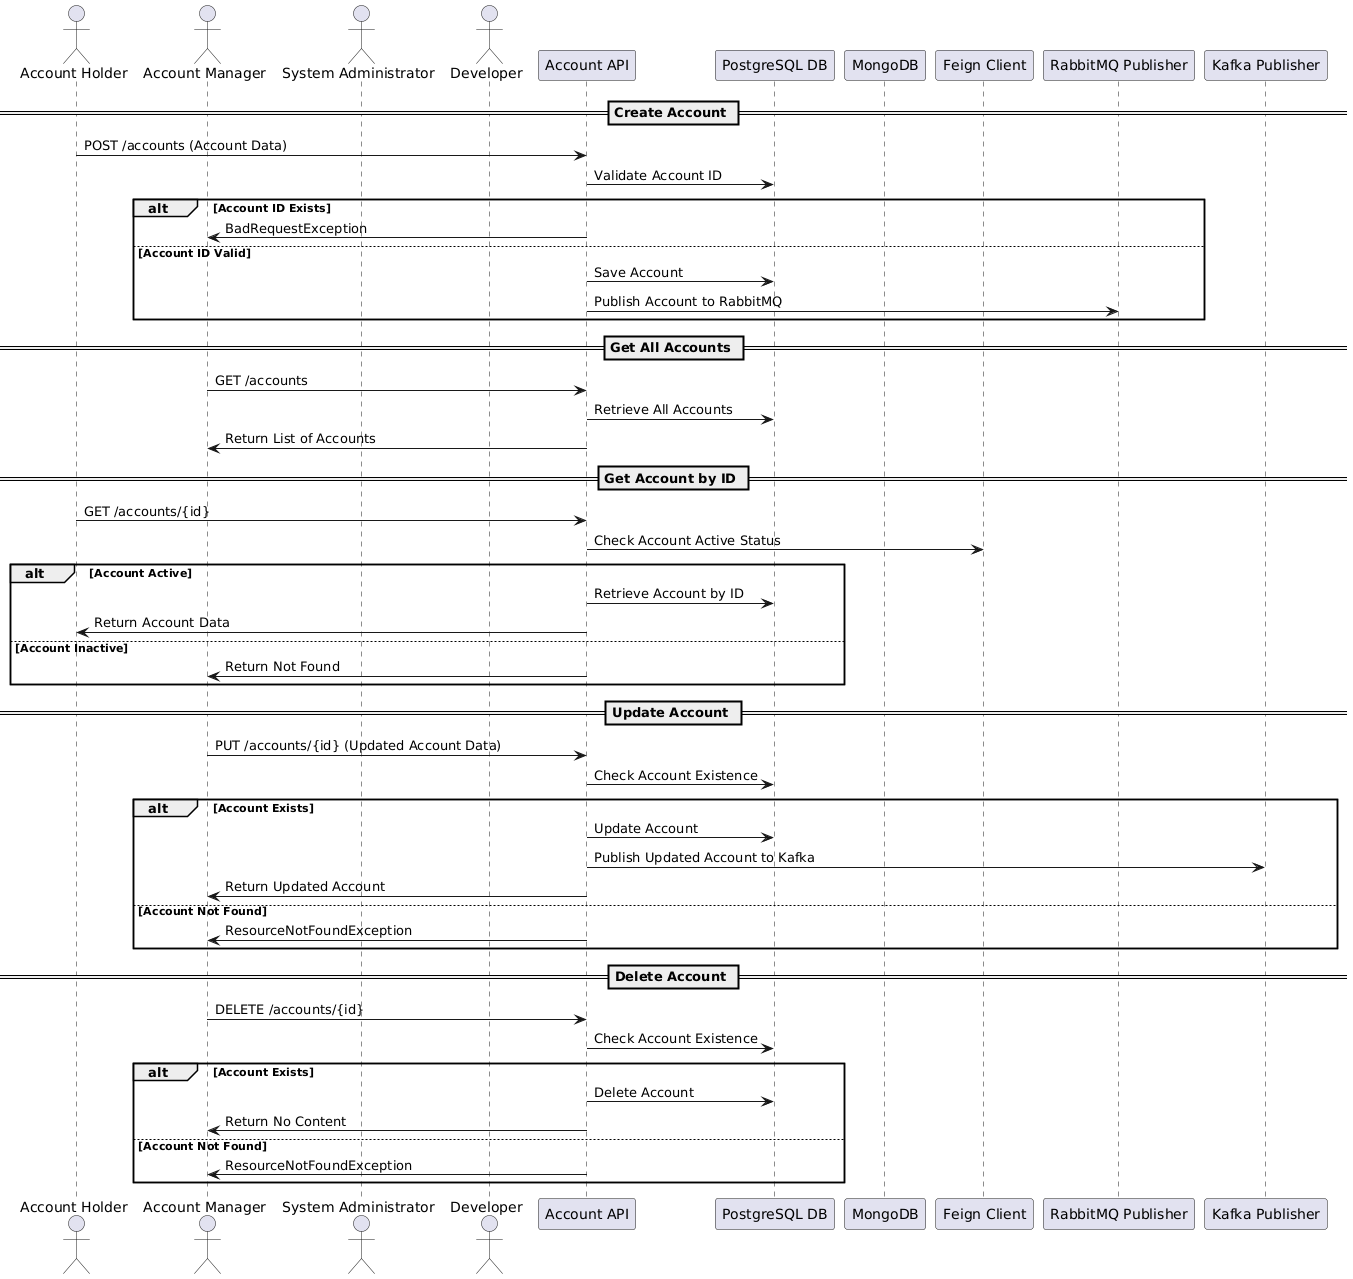 Account Holder
Account Manager
System Administrator
Developer
Account API
PostgreSQL DB
MongoDB
Feign Client
RabbitMQ Publisher
Kafka Publisher
Create Account
POST /accounts (Account Data)
Validate Account ID
alt
[Account ID Exists]
BadRequestException
[Account ID Valid]
Save Account
Publish Account to RabbitMQ
Get All Accounts
GET /accounts
Retrieve All Accounts
Return List of Accounts
Get Account by ID
GET /accounts/{id}
Check Account Active Status
alt
[Account Active]
Retrieve Account by ID
Return Account Data
[Account Inactive]
Return Not Found
Update Account
PUT /accounts/{id} (Updated Account Data)
Check Account Existence
alt
[Account Exists]
Update Account
Publish Updated Account to Kafka
Return Updated Account
[Account Not Found]
ResourceNotFoundException
Delete Account
DELETE /accounts/{id}
Check Account Existence
alt
[Account Exists]
Delete Account
Return No Content
[Account Not Found]
ResourceNotFoundException
Account Holder
Account Manager
System Administrator
Developer
Account API
PostgreSQL DB
MongoDB
Feign Client
RabbitMQ Publisher
Kafka Publisher